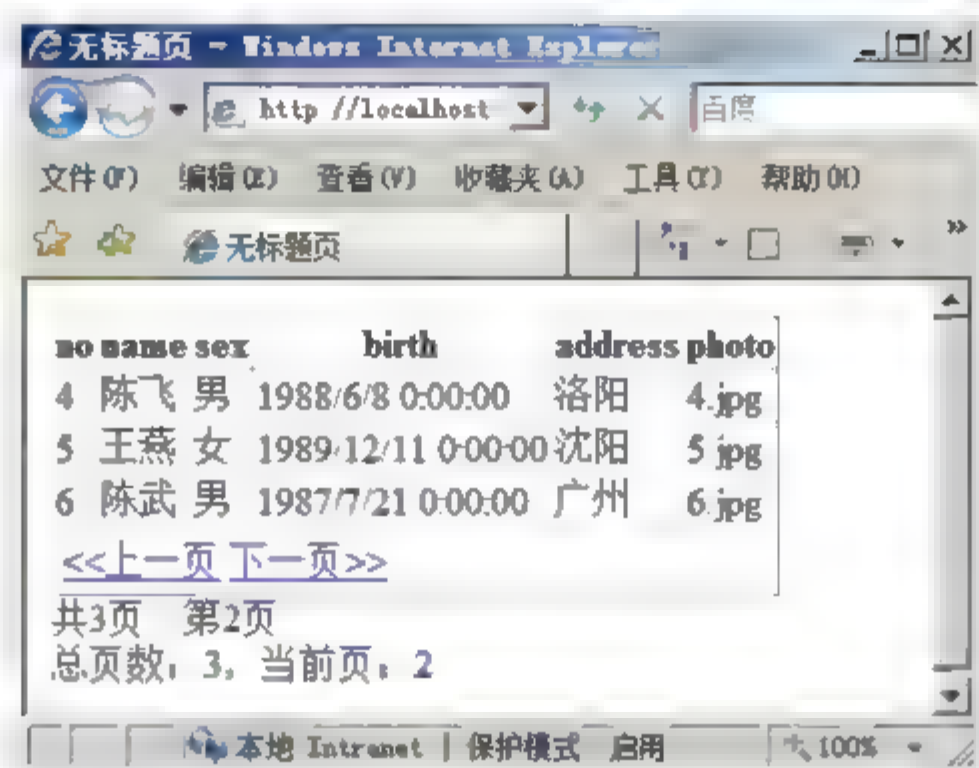 无标题页 - Windows Internet Explorer
http //localhost 百度
文件(F) 编辑(E) 查看(V) 收藏夹(A) 工具(T) 帮助(H)
无标题页 »
no name sex birth address photo
4 陈飞 男 1988/6/8 0:00:00 洛阳 4.jpg
5 王燕 女 1989/12/11 0:00:00 沈阳 5.jpg
6 陈武 男 1987/7/21 0:00:00 广州 6.jpg
<<上一页 下一页>>
共3页 第2页
总页数：3，当前页：2
本地 Intranet | 保护模式 启用 100%